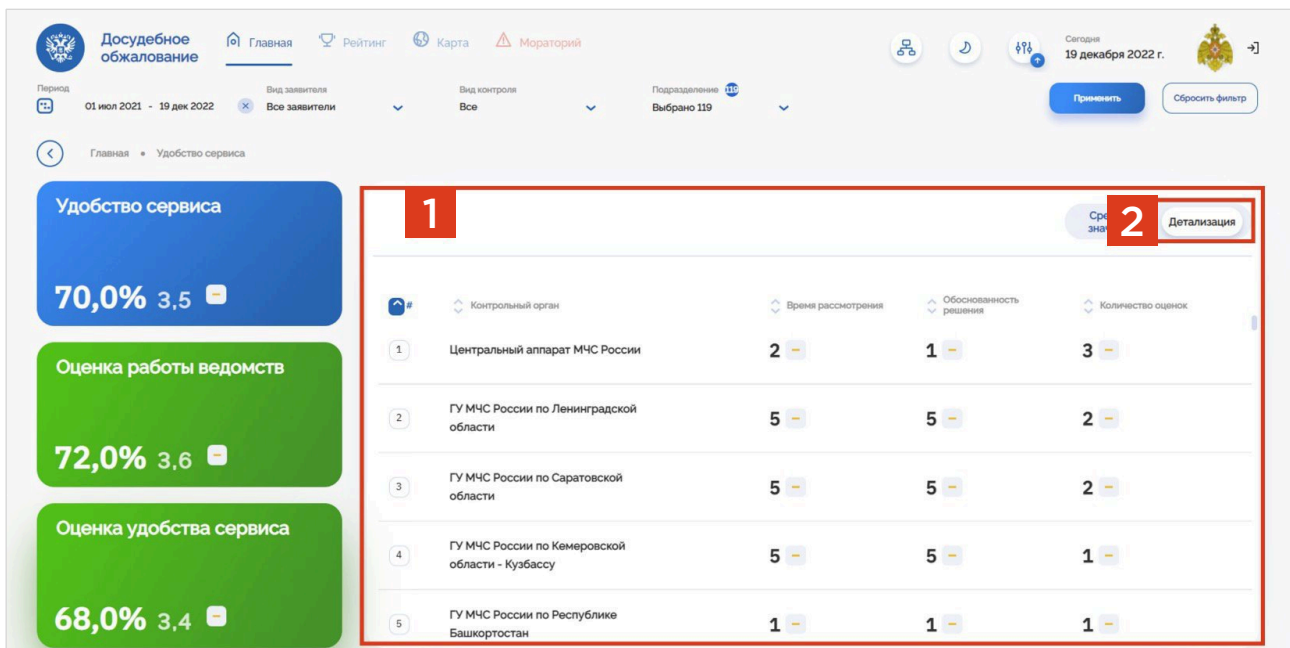 Досудебное
обжалование
Главная
Рейтинг
Карта
Мораторий
Сегодня
19 декабря 2022 г.
Период
01 июл 2021 - 19 дек 2022
Вид заявителя
Все заявители
Вид контроля
Все
Подразделение 119
Выбрано 119
Применить
Сбросить фильтр
Главная • Удобство сервиса
Удобство сервиса
70,0% 3,5
Оценка работы ведомств
72,0% 3,6
Оценка удобства сервиса
68,0% 3,4
1
2
Детализация
# Контрольный орган Время рассмотрения Обоснованность
решения Количество оценок
1 Центральный аппарат МЧС России 2 – 1 – 3 –
2 ГУ МЧС России по Ленинградской
области 5 – 5 – 2 –
3 ГУ МЧС России по Саратовской
области 5 – 5 – 2 –
4 ГУ МЧС России по Кемеровской
области - Кузбассу 5 – 5 – 1 –
5 ГУ МЧС России по Республике
Башкортостан 1 – 1 – 1 –